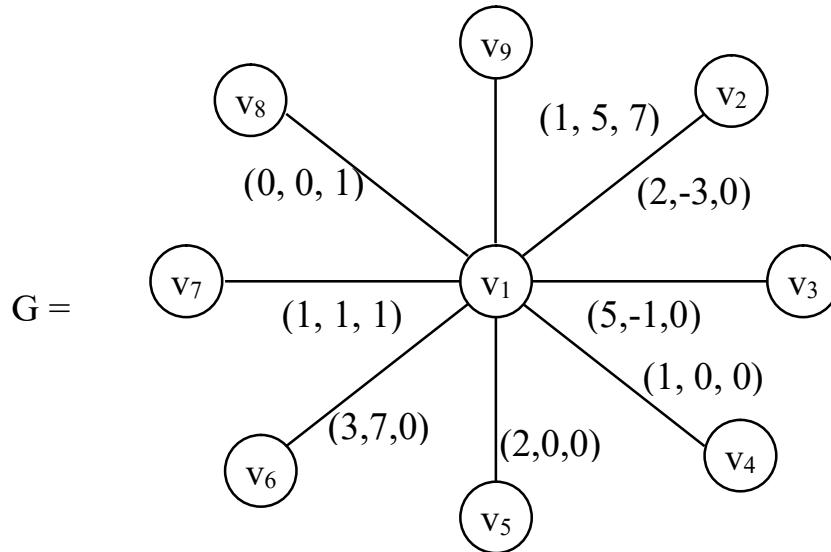 v9
v8
v2
(1, 5, 7)
(0, 0, 1)
(2,-3,0)
G =
v7
v1
v3
(1, 1, 1)
(5,-1,0)
(1, 0, 0)
(3,7,0)
(2,0,0)
v6
v4
v5